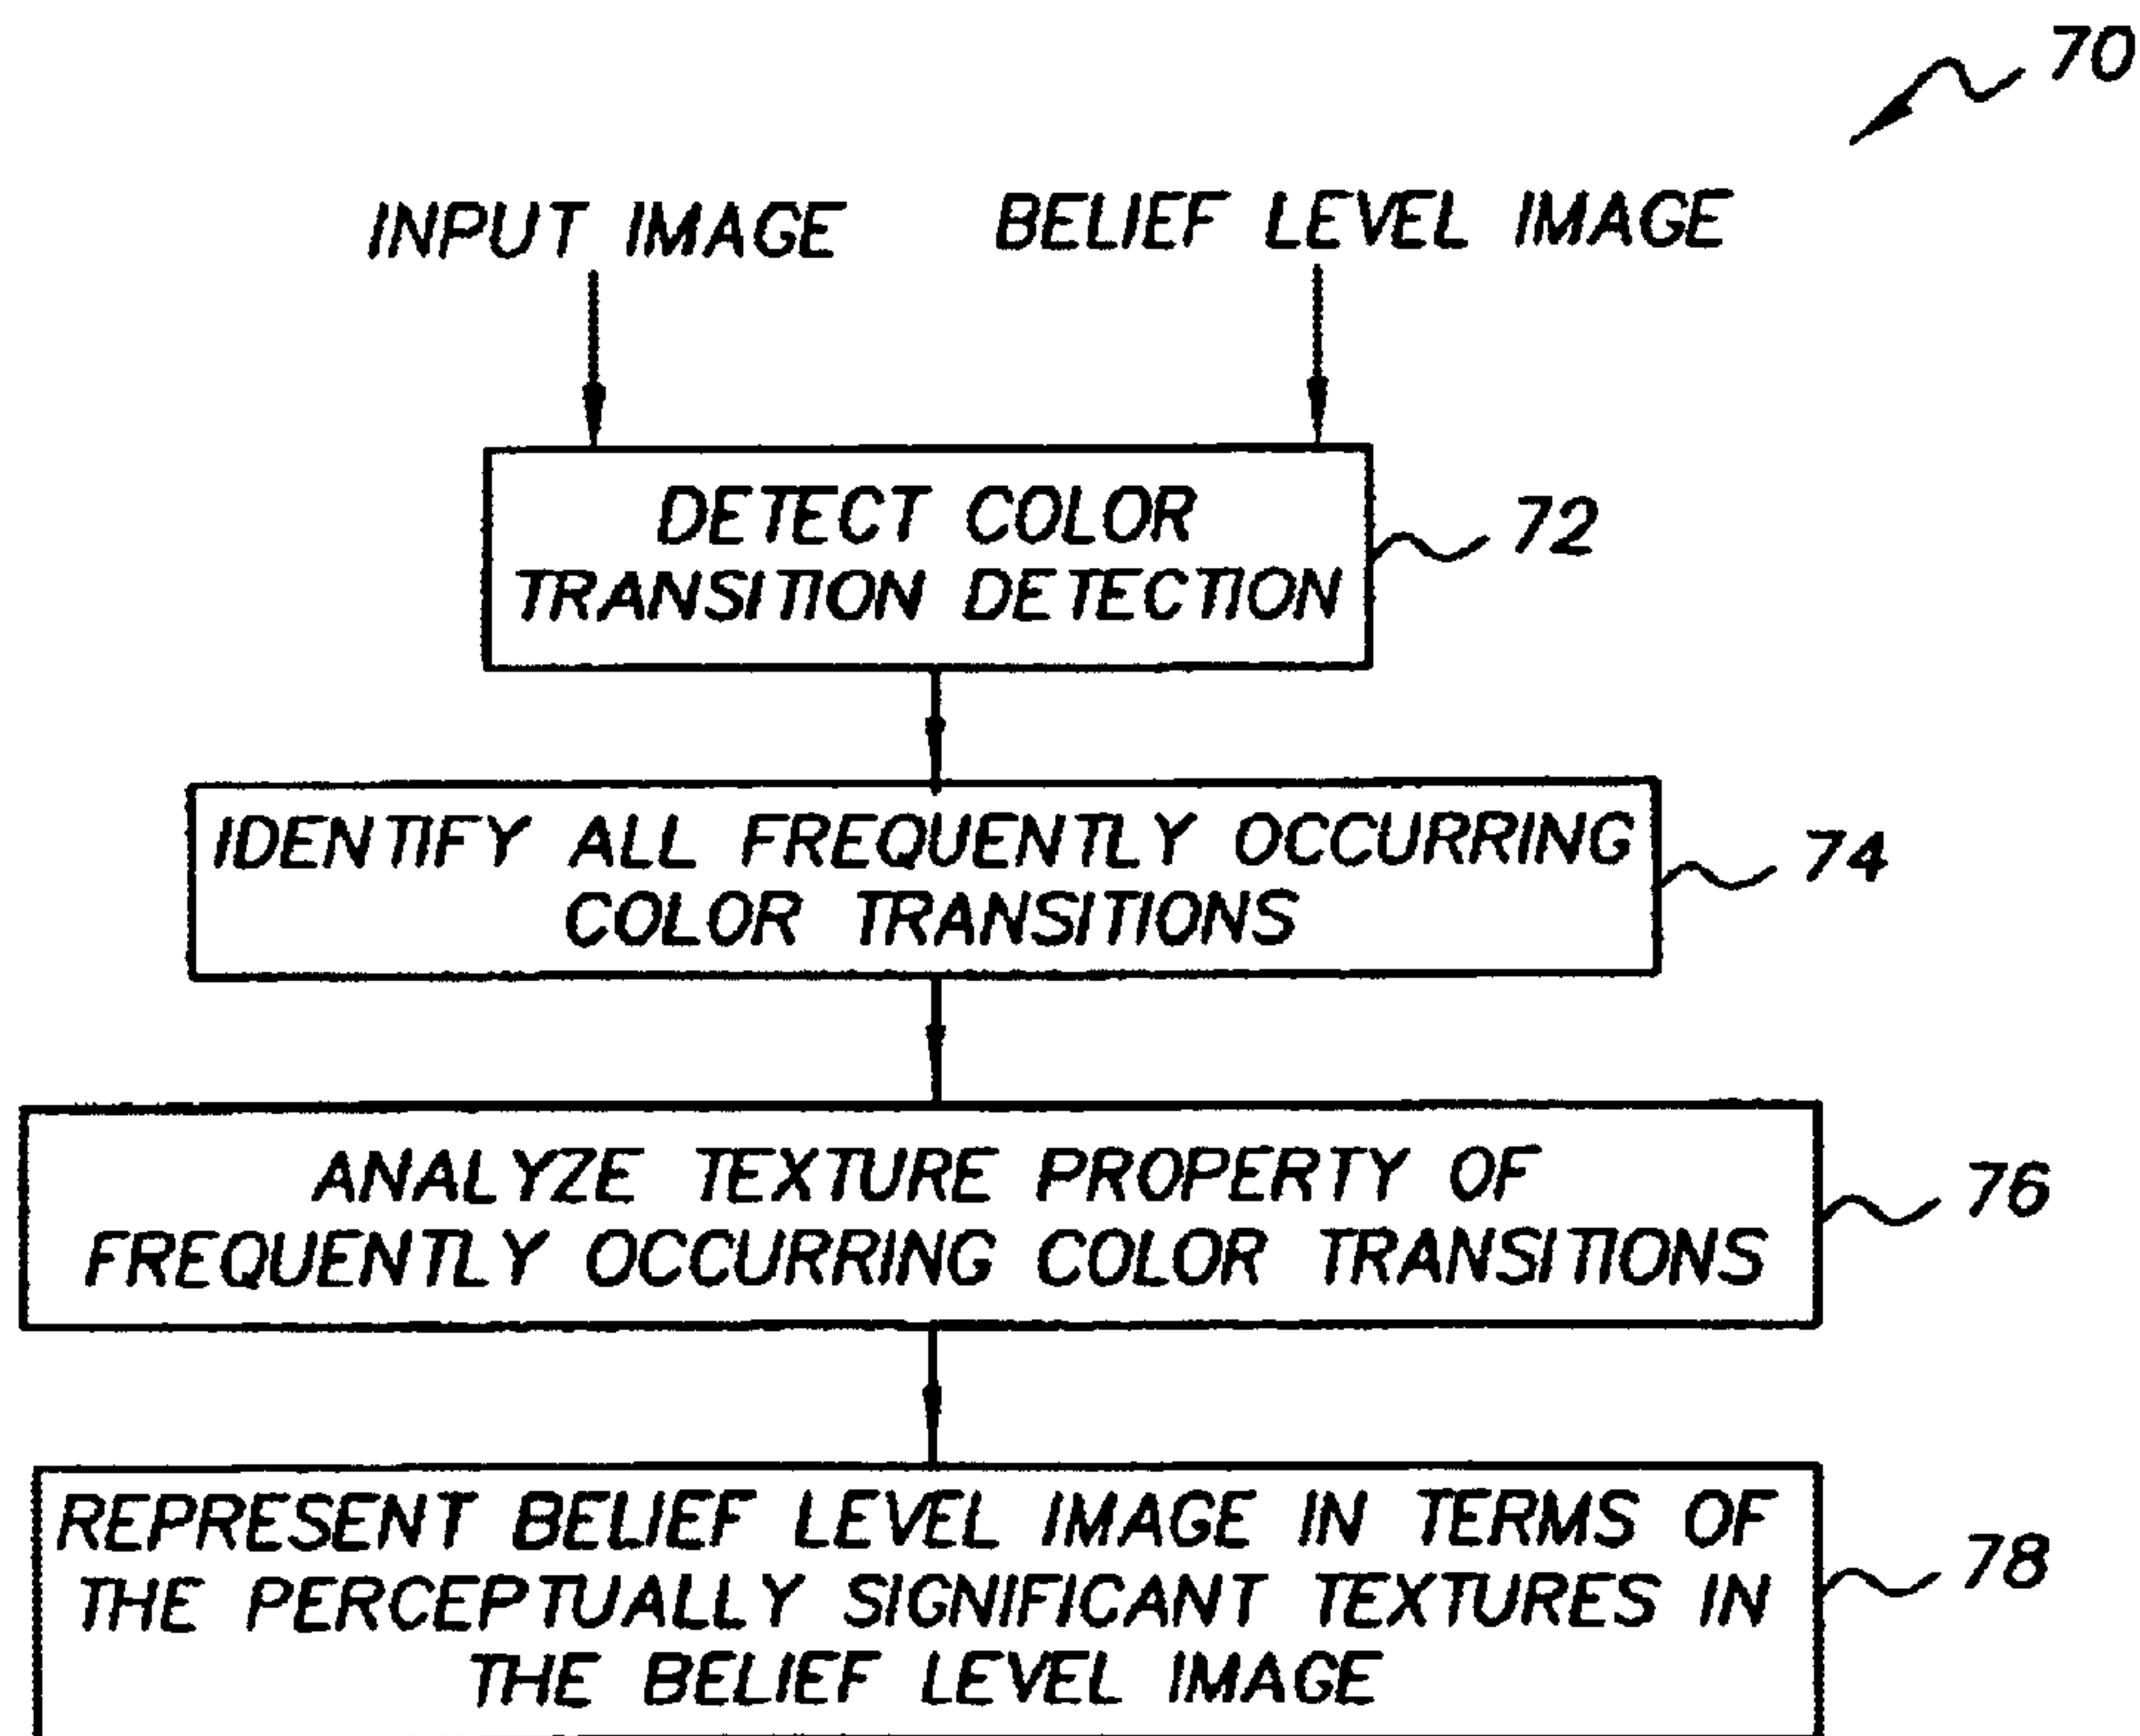 70
INPUT IMAGE
BELIEF LEVEL IMAGE
DETECT COLOR
TRANSITION DETECTION
72
IDENTIFY ALL FREQUENTLY OCCURRING
COLOR TRANSITIONS
74
ANALYZE TEXTURE PROPERTY OF
FREQUENTLY OCCURRING COLOR TRANSITIONS
76
REPRESENT BELIEF LEVEL IMAGE IN TERMS OF
THE PERCEPTUALLY SIGNIFICANT TEXTURES IN
THE BELIEF LEVEL IMAGE
78